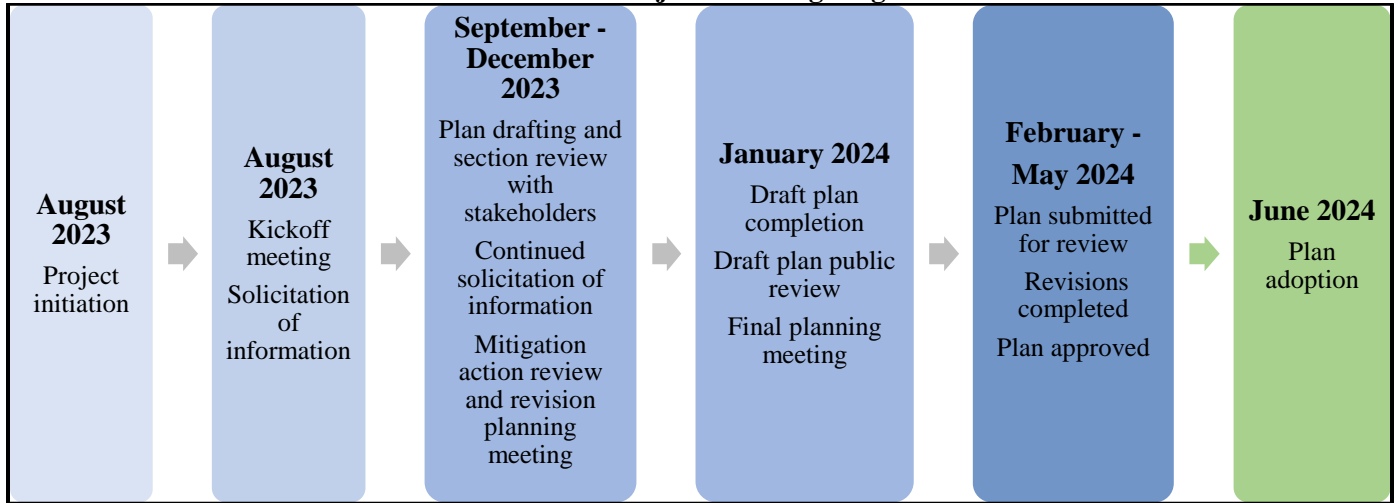 August
2023
Project
initiation
August
2023
Kickoff
meeting
Solicitation
of
information
September -
December
2023
Plan drafting and
section review
with
stakeholders
Continued
solicitation of
information
Mitigation
action review
and revision
planning
meeting
January 2024
Draft plan
completion
Draft plan public
review
Final planning
meeting
February -
May 2024
Plan submitted
for review
Revisions
completed
Plan approved
June 2024
Plan
adoption